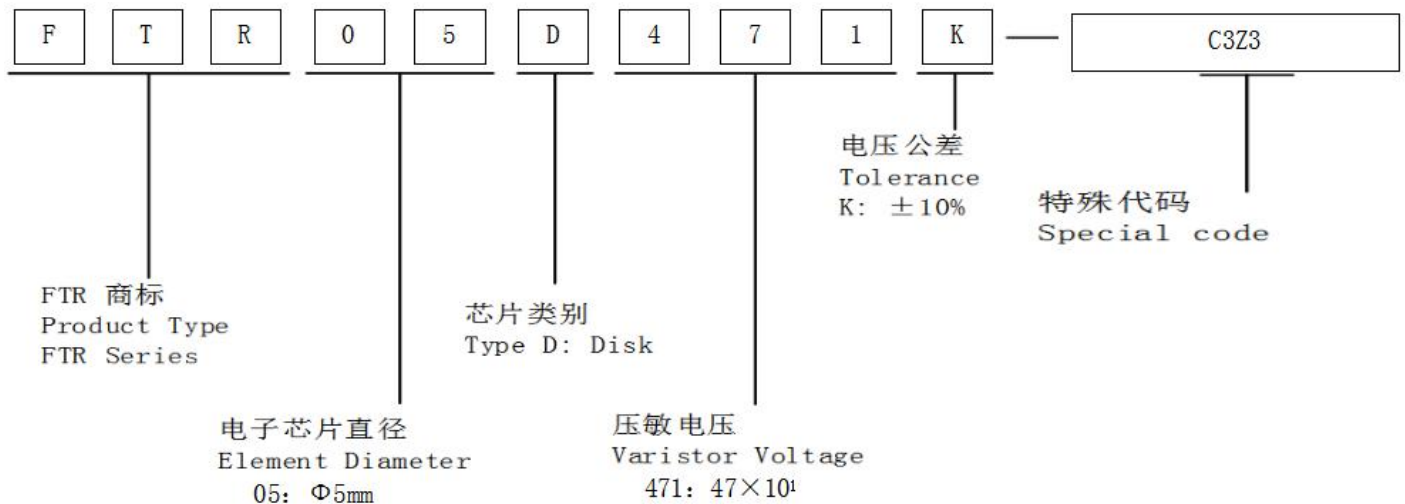 F T R 0 5 D 4 7 1 K — C3Z3
电压公差
Tolerance
K: ±10%
特殊代码
Special code
FTR 商标
Product Type
FTR Series
芯片类别
Type D: Disk
电子芯片直径
Element Diameter
05: Φ5mm
压敏电压
Varistor Voltage
471: 47×10¹